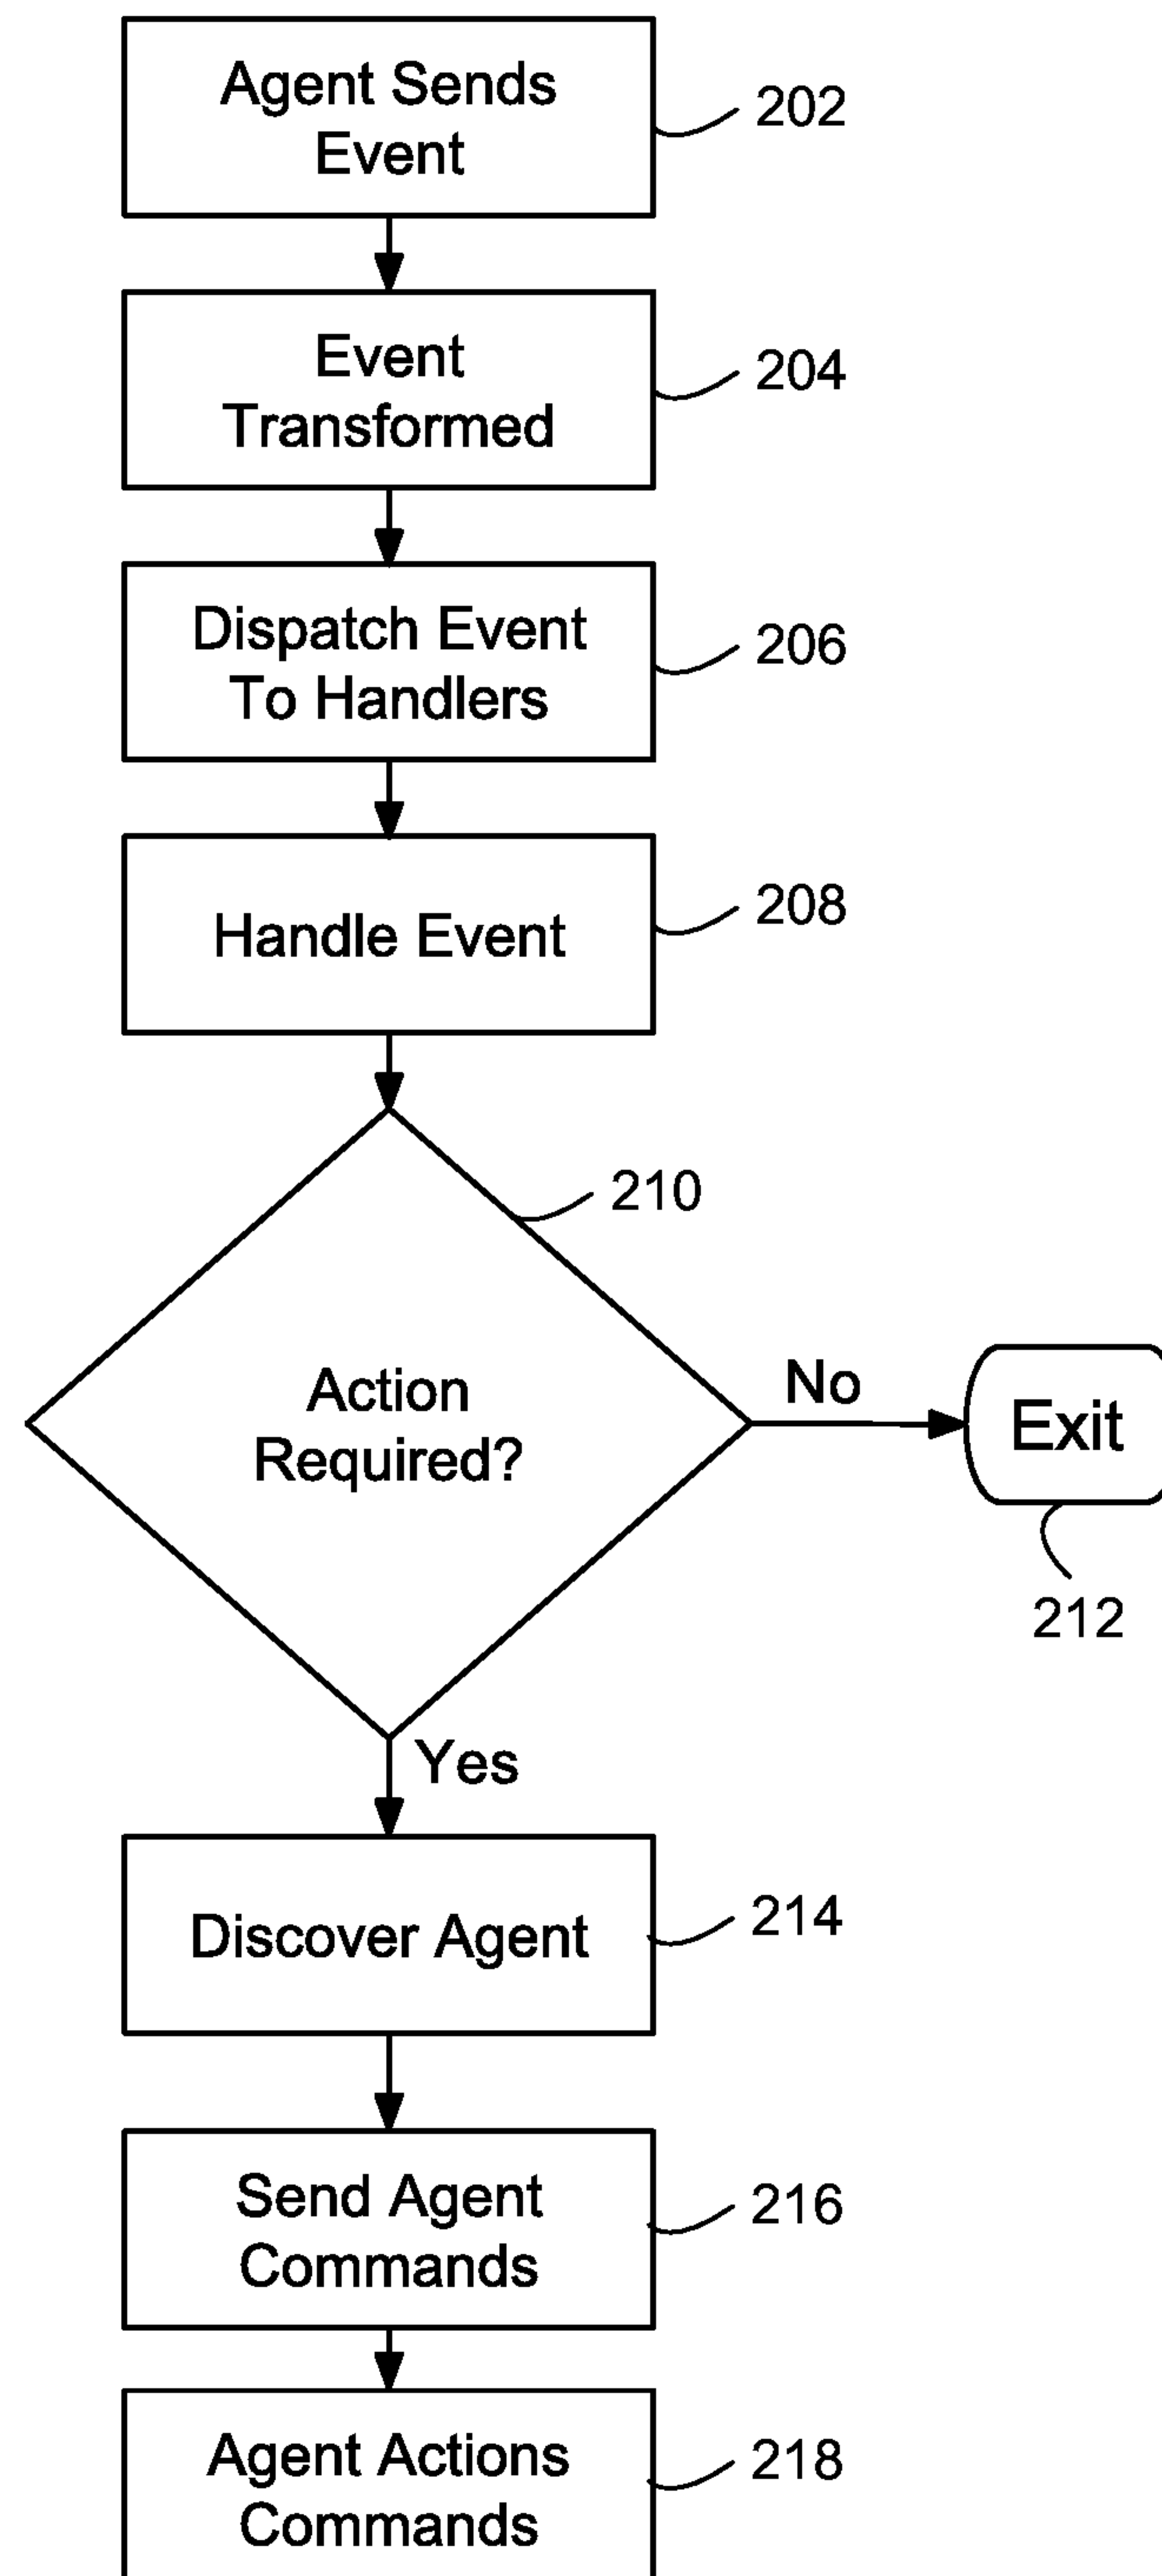 Agent Sends
Event
202
Event
Transformed
204
Dispatch Event
To Handlers
206
Handle Event
208
210
Action
Required?
No
Exit
212
Yes
Discover Agent
214
Send Agent
Commands
216
Agent Actions
Commands
218